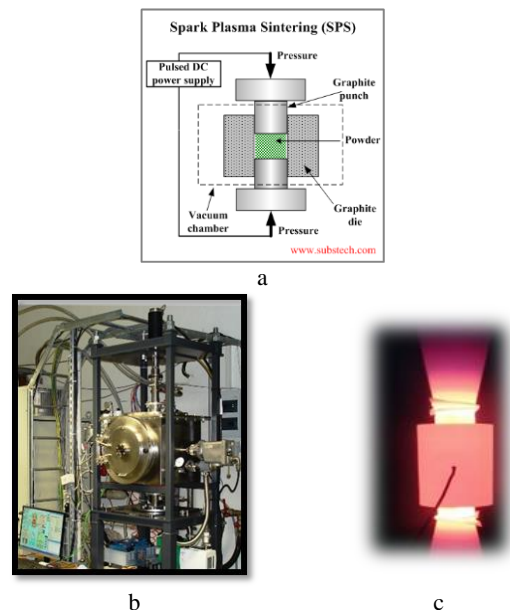 Spark Plasma Sintering (SPS)
Pressure
Pulsed DC
power supply
Graphite
punch
Powder
Vacuum
chamber
Graphite
die
Pressure
www.substech.com
a
b
c